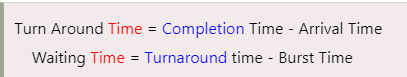 Turn Around Time = Completion Time - Arrival Time
Waiting Time = Turnaround time - Burst Time